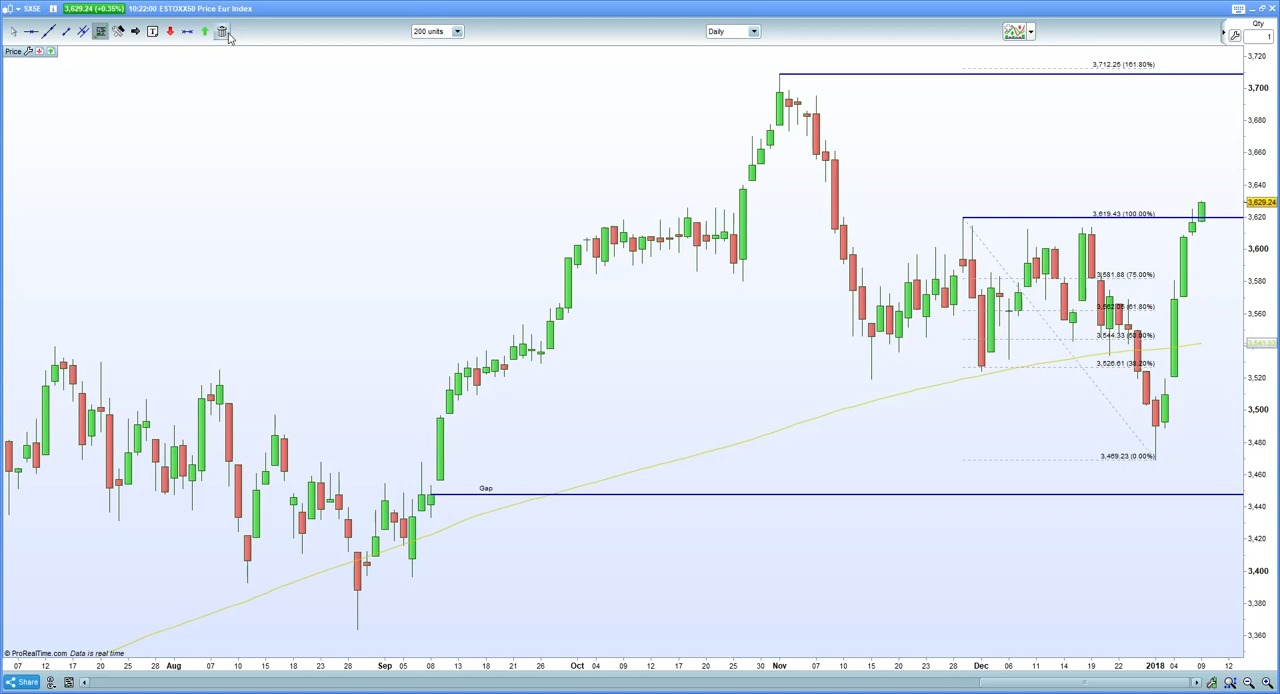 SX5E 3,629.24 (+0.35%) 10:22:00 ESTOXX50 Price Eur Index
200 units
Daily
Qty
1
Price
3,720
3,712.25 (161.80%)
3,700
3,680
3,660
3,640
3,629.24
3,620
3,619.43 (100.00%)
3,600
3,581.88 (75.00%)
3,580
3,560
3,544.33 (50.00%)
3,526.61 (38.20%)
3,520
3,500
3,480
3,469.23 (0.00%)
3,460
Gap
3,440
3,420
3,400
3,380
3,360
© ProRealTime.com Data is real time
07 12 17 20 25 28 Aug 07 10 15 18 23 28 Sep 05 08 13 18 21 26 Oct 04 09 12 17 20 25 30 Nov 07 10 15 20 23 28 Dec 06 11 14 19 22 2018 04 09 12
Share